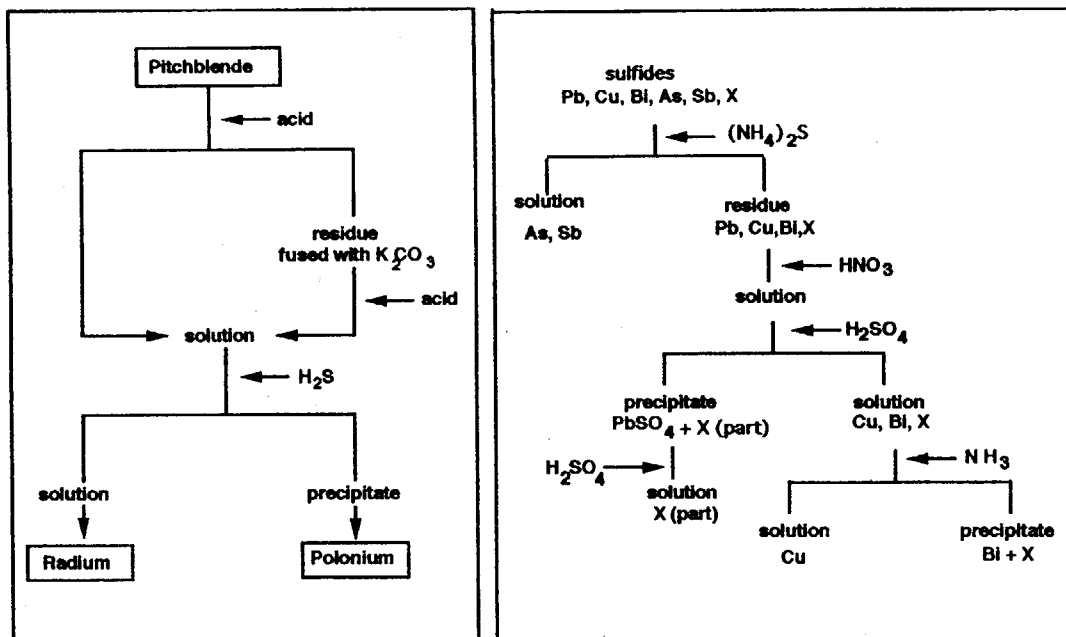 Pitchblende
acid
residue
fused with K2CO3
acid
solution
H2S
solution
precipitate
Radium
Polonium
sulfides
Pb, Cu, Bi, As, Sb, X
(NH4)2S
solution
As, Sb
residue
Pb, Cu,Bi,X
HNO3
solution
H2SO4
precipitate
PbSO4 + X (part)
solution
Cu, Bi, X
H2SO4
NH3
solution
X (part)
solution
Cu
precipitate
Bi + X